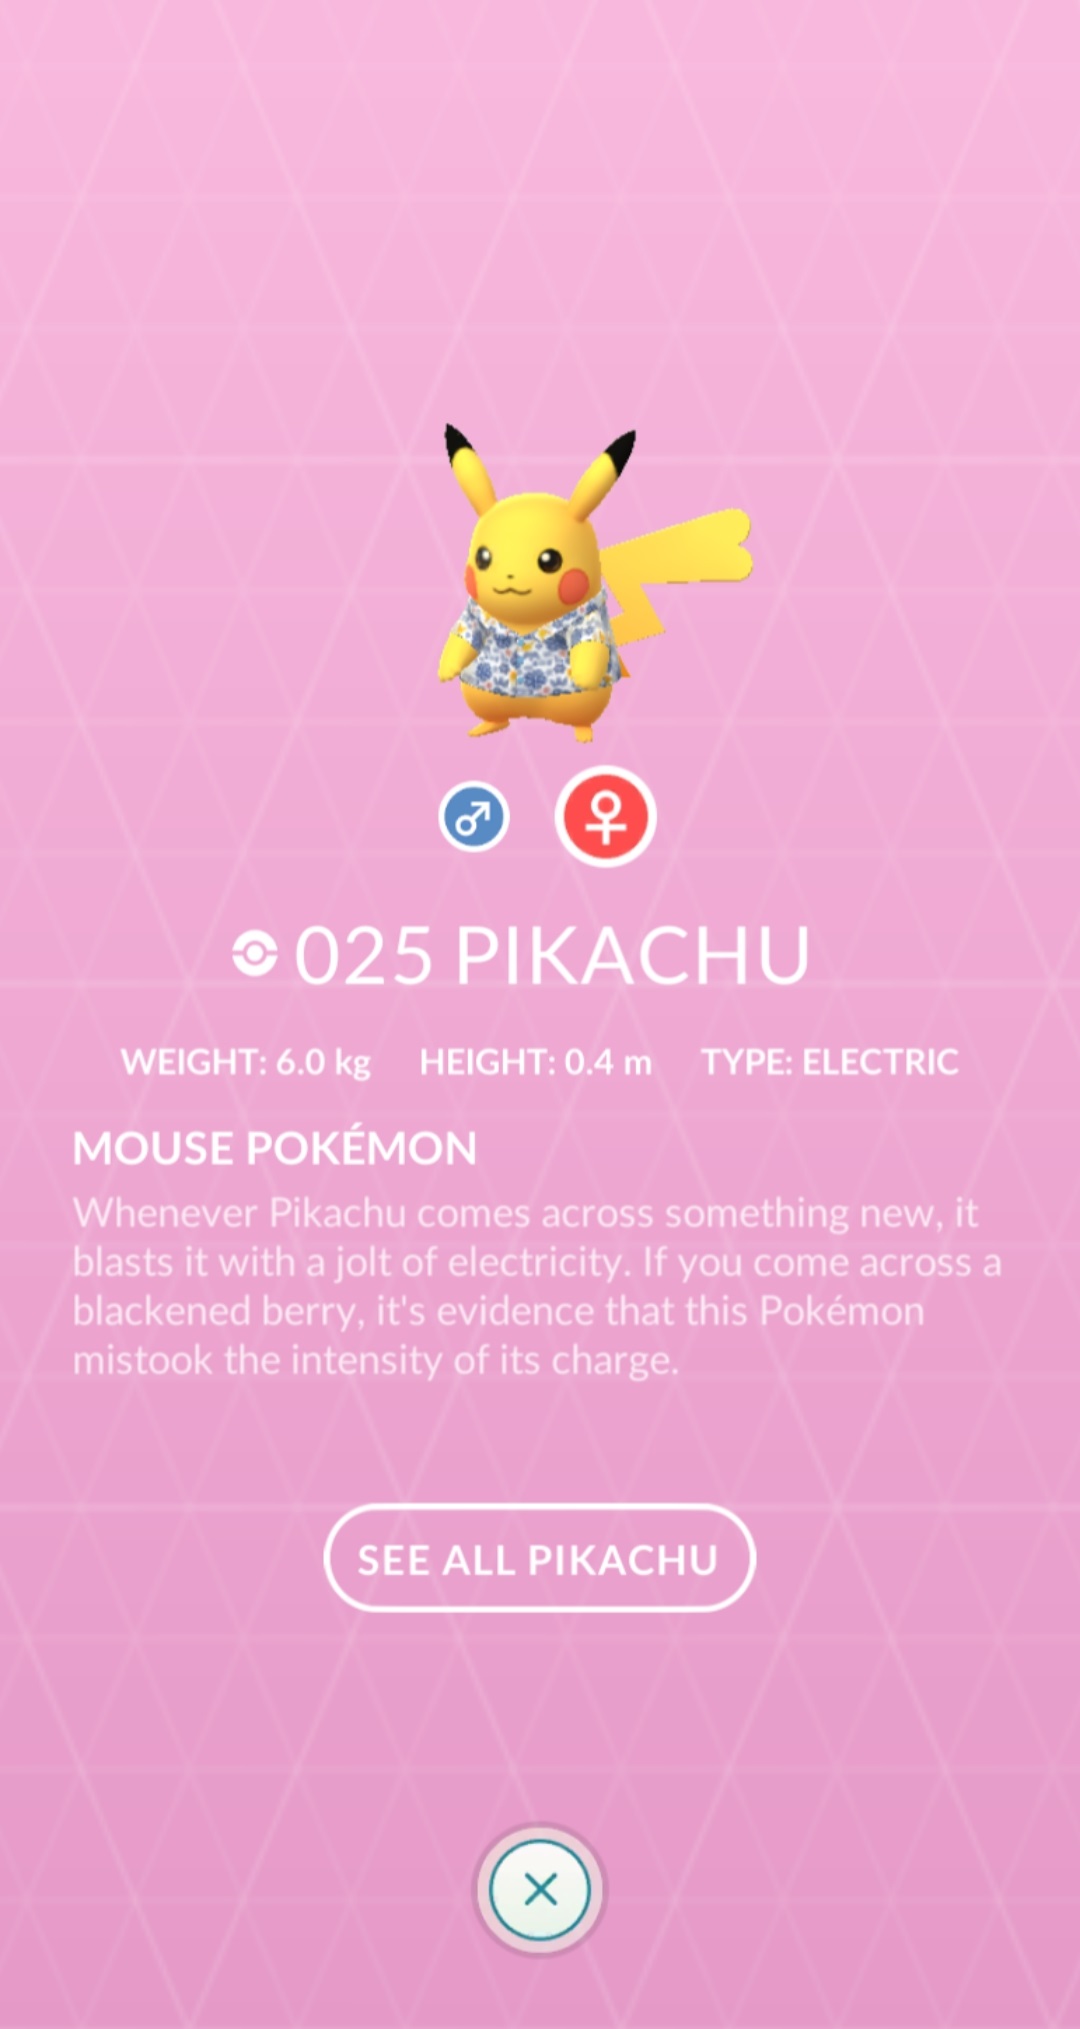 025 PIKACHU
WEIGHT: 6.0 kg HEIGHT: 0.4 m TYPE: ELECTRIC
MOUSE POKÉMON
Whenever Pikachu comes across something new, it
blasts it with a jolt of electricity. If you come across a
blackened berry, it's evidence that this Pokémon
mistook the intensity of its charge.
SEE ALL PIKACHU